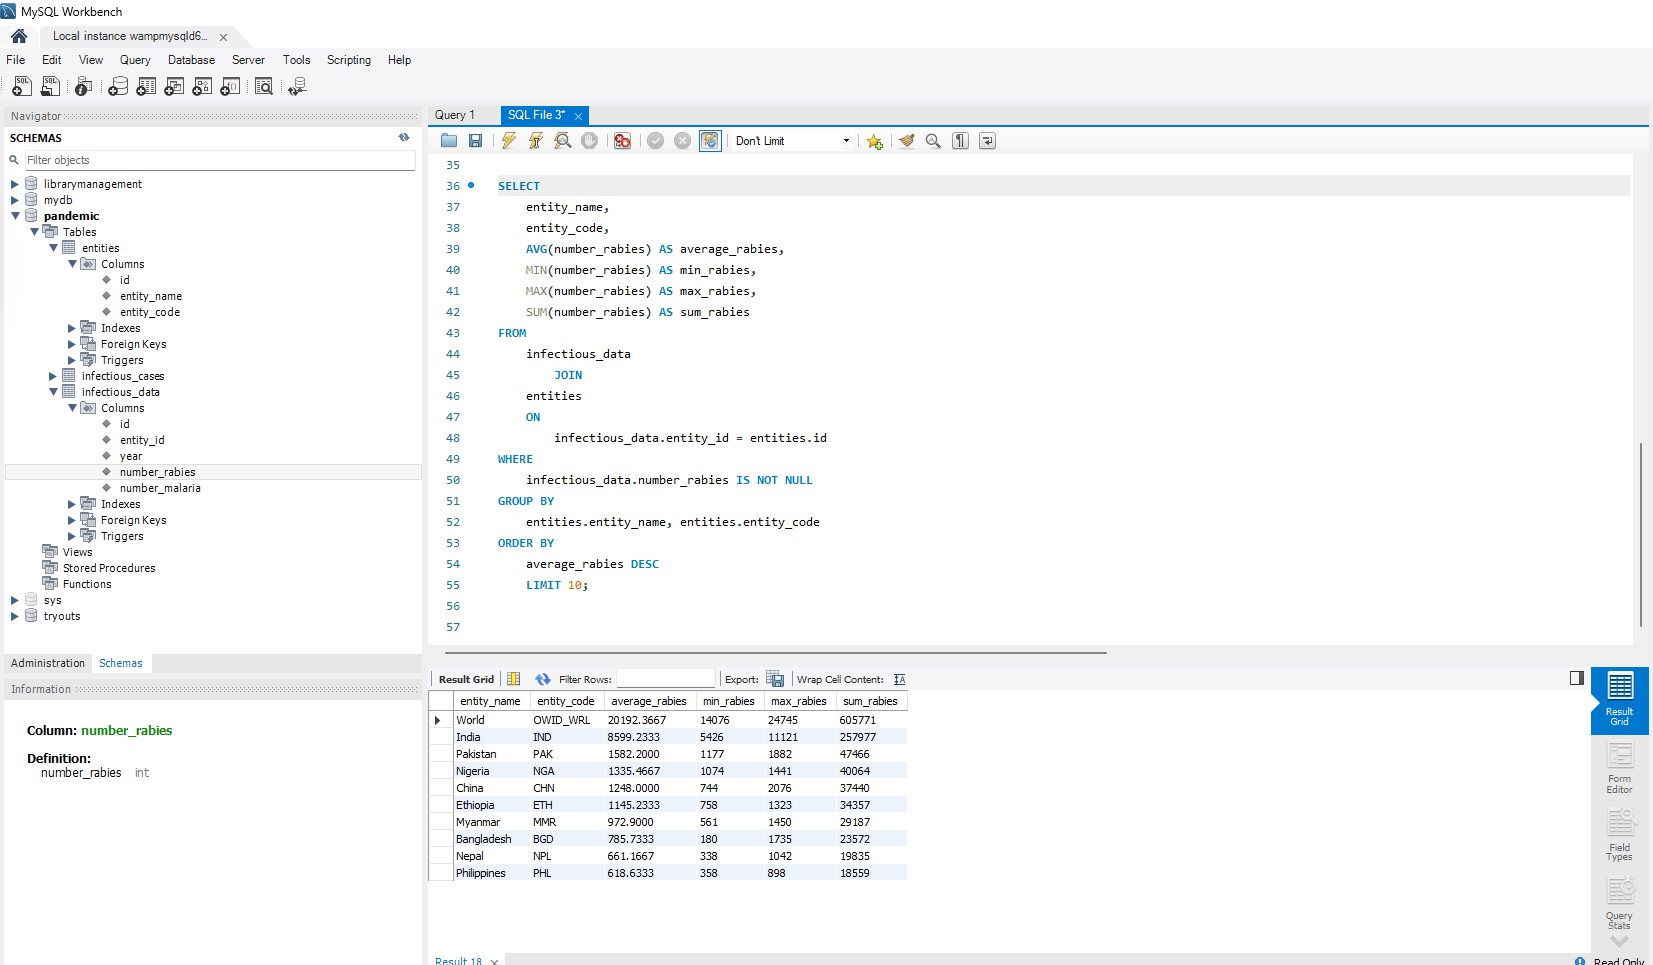 MySQL Workbench
Local instance wampmysqld6...
File Edit View Query Database Server Tools Scripting Help
Navigator
SCHEMAS
Filter objects
librarymanagement
mydb
pandemic
Tables
entities
Columns
id
entity_name
entity_code
Indexes
Foreign Keys
Triggers
infectious_cases
infectious_data
Columns
id
entity_id
year
number_rabies
number_malaria
Indexes
Foreign Keys
Triggers
Views
Stored Procedures
Functions
sys
tryouts
Administration Schemas
Information
Column: number_rabies
Definition:
number_rabies int
Query 1 SQL File 3*
Don't Limit
35
36 SELECT
37 entity_name,
38 entity_code,
39 AVG(number_rabies) AS average_rabies,
40 MIN(number_rabies) AS min_rabies,
41 MAX(number_rabies) AS max_rabies,
42 SUM(number_rabies) AS sum_rabies
43 FROM
44 infectious_data
45 JOIN
46 entities
47 ON
48 infectious_data.entity_id = entities.id
49 WHERE
50 infectious_data.number_rabies IS NOT NULL
51 GROUP BY
52 entities.entity_name, entities.entity_code
53 ORDER BY
54 average_rabies DESC
55 LIMIT 10;
56
57
Result Grid Filter Rows: Export: Wrap Cell Content:
entity_name entity_code average_rabies min_rabies max_rabies sum_rabies
World OWID_WRL 20192.3667 14076 24745 605771
India IND 8599.2333 5426 11121 257977
Pakistan PAK 1582.2000 1177 1882 47466
Nigeria NGA 1335.4667 1074 1441 40064
China CHN 1248.0000 744 2076 37440
Ethiopia ETH 1145.2333 758 1323 34357
Myanmar MMR 972.9000 561 1450 29187
Bangladesh BGD 785.7333 180 1735 23572
Nepal NPL 661.1667 338 1042 19835
Philippines PHL 618.6333 358 898 18559
Result
Grid
Form
Editor
Field
Types
Query
Stats
Result 18
Read Only